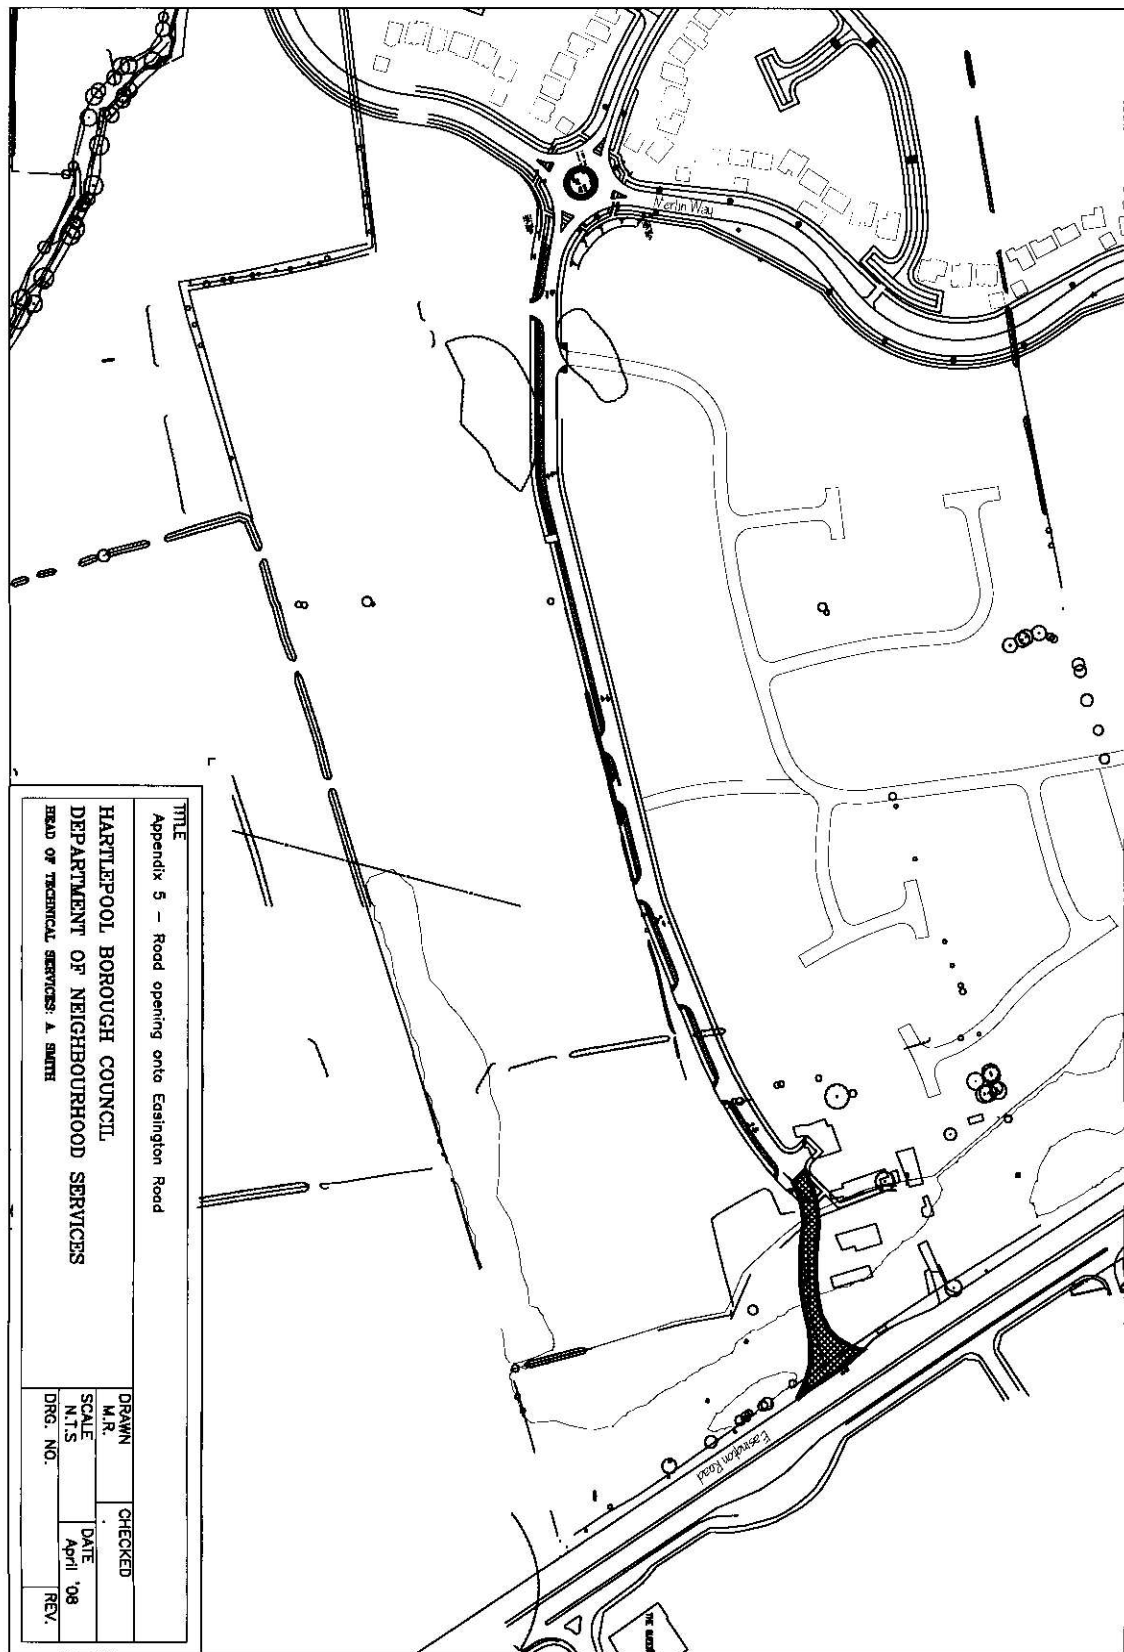 Merlin Way
Easington Road
TITLE
Appendix 5 - Road opening onto Easington Road
HARTLEPOOL BOROUGH COUNCIL
DEPARTMENT OF NEIGHBOURHOOD SERVICES
HEAD OF TECHNICAL SERVICES: A. SMITH
DRAWN
M.R.
CHECKED
SCALE
N.T.S
DATE
April '08
DRG. NO.
REV.
THE